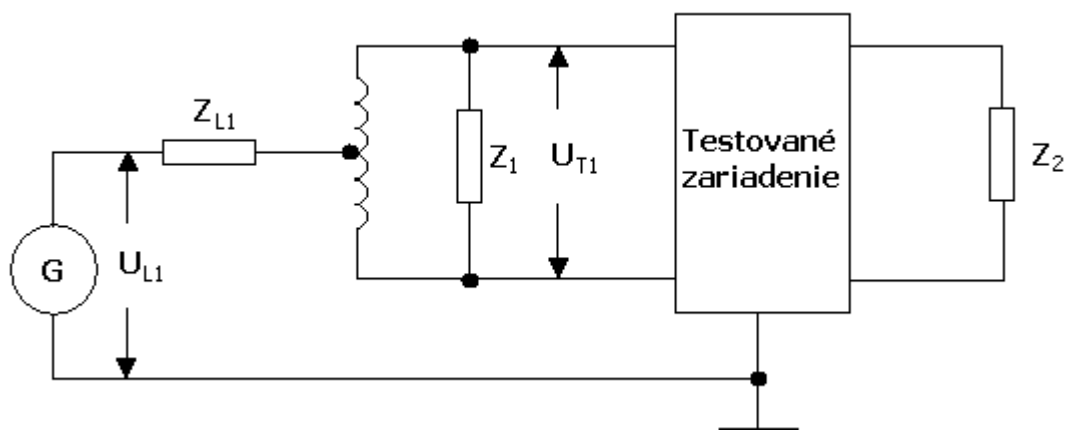 Z_L1
Z_1
U_T1
Testované
zariadenie
Z_2
G
U_L1